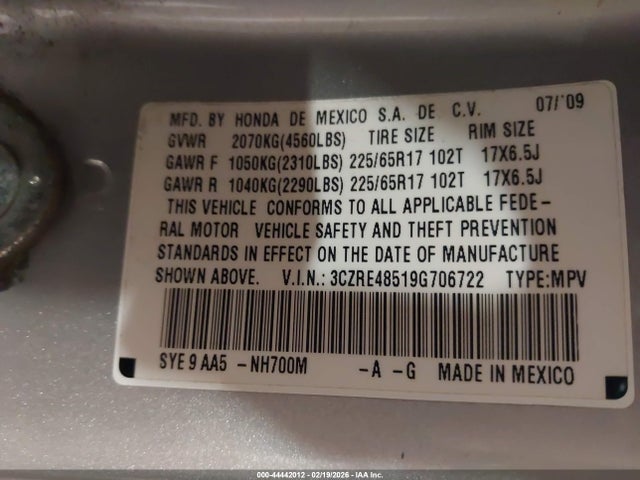 MFD. BY HONDA DE MEXICO S.A. DE C.V. 07/'09
GVWR 2070KG(4560LBS) TIRE SIZE RIM SIZE
GAWR F 1050KG(2310LBS) 225/65R17 102T 17X6.5J
GAWR R 1040KG(2290LBS) 225/65R17 102T 17X6.5J
THIS VEHICLE CONFORMS TO ALL APPLICABLE FEDE-
RAL MOTOR VEHICLE SAFETY AND THEFT PREVENTION
STANDARDS IN EFFECT ON THE DATE OF MANUFACTURE
SHOWN ABOVE. V.I.N.: 3CZRE48519G706722 TYPE:MPV
SYE 9 AA5 -NH700M -A -G MADE IN MEXICO
000-44442012 - 02/19/2026 - IAA Inc.